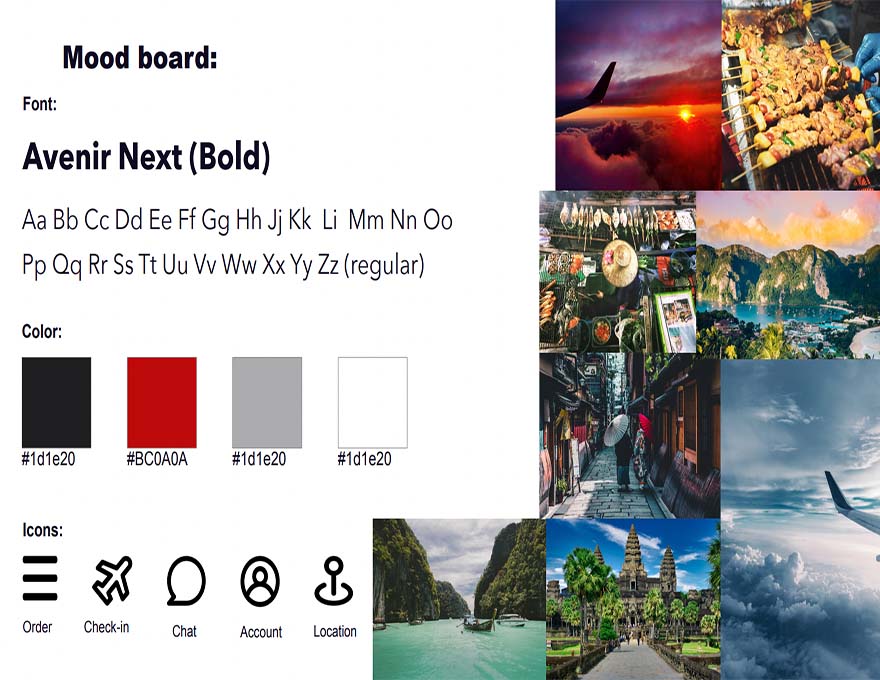 Mood board:
Font:
Avenir Next (Bold)
Aa Bb Cc Dd Ee Ff Gg Hh Jj Kk Li Mm Nn Oo
Pp Qq Rr Ss Tt Uu Vv Ww Xx Yy Zz (regular)
Color:
#1d1e20 #BC0A0A #1d1e20 #1d1e20
Icons:
Order Check-in Chat Account Location